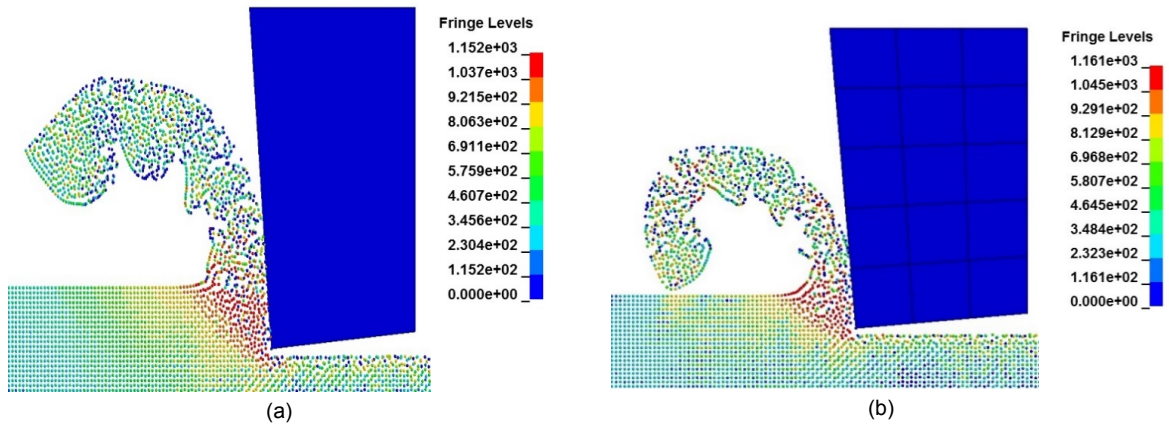 Fringe Levels
1.152e+03
1.037e+03
9.215e+02
8.063e+02
6.911e+02
5.759e+02
4.607e+02
3.456e+02
2.304e+02
1.152e+02
0.000e+00
(a)
Fringe Levels
1.161e+03
1.045e+03
9.291e+02
8.129e+02
6.968e+02
5.807e+02
4.645e+02
3.484e+02
2.323e+02
1.161e+02
0.000e+00
(b)